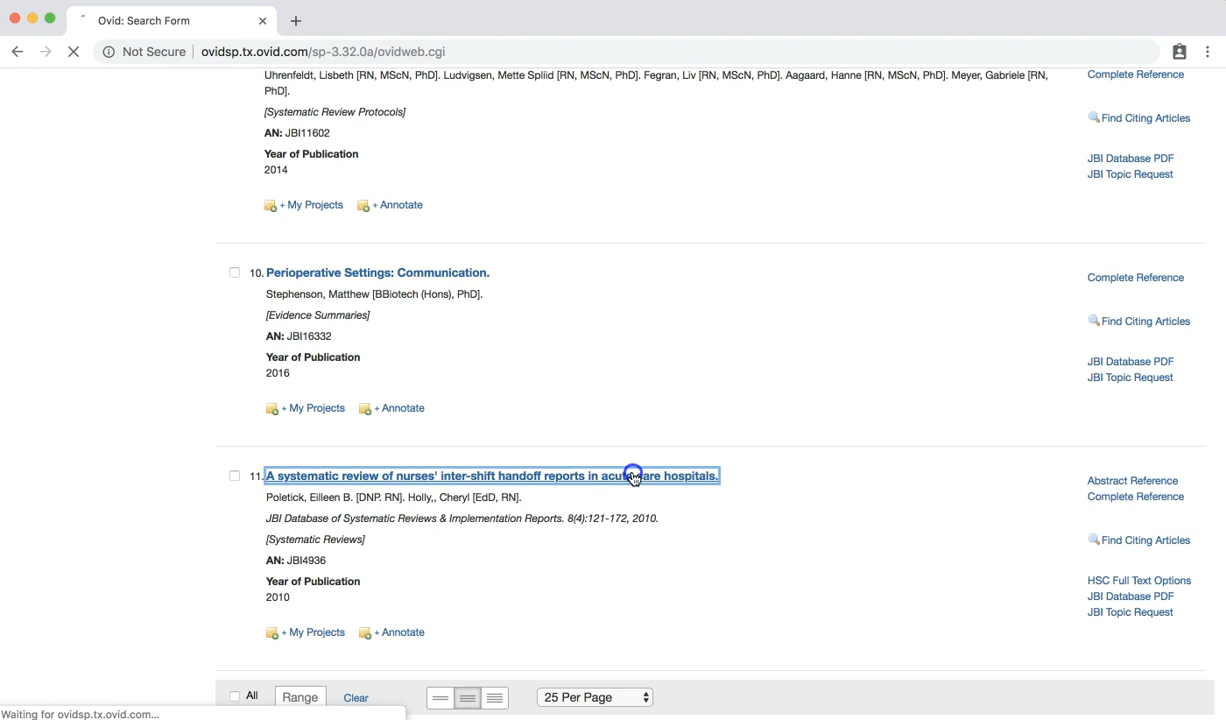 Ovid: Search Form
Not Secure
ovidsp.tx.ovid.com/sp-3.32.0a/ovidweb.cgi
Uhrenfeldt, Lisbeth [RN, MScN, PhD]. Ludvigsen, Mette Spliid [RN, MScN, PhD]. Fegran, Liv [RN, MScN, PhD]. Aagaard, Hanne [RN, MScN, PhD]. Meyer, Gabriele [RN,
PhD].
[Systematic Review Protocols]
AN: JBI11602
Year of Publication
2014
+ My Projects + Annotate
Complete Reference
Find Citing Articles
JBI Database PDF
JBI Topic Request
10. Perioperative Settings: Communication.
Stephenson, Matthew [BBiotech (Hons), PhD].
[Evidence Summaries]
AN: JBI16332
Year of Publication
2016
+ My Projects + Annotate
Complete Reference
Find Citing Articles
JBI Database PDF
JBI Topic Request
11. A systematic review of nurses' inter-shift handoff reports in acute care hospitals.
Poletick, Eilleen B. [DNP. RN]. Holly,, Cheryl [EdD, RN].
JBI Database of Systematic Reviews & Implementation Reports. 8(4):121-172, 2010.
[Systematic Reviews]
AN: JBI4936
Year of Publication
2010
+ My Projects + Annotate
Abstract Reference
Complete Reference
Find Citing Articles
HSC Full Text Options
JBI Database PDF
JBI Topic Request
All Range Clear 25 Per Page
Waiting for ovidsp.tx.ovid.com...